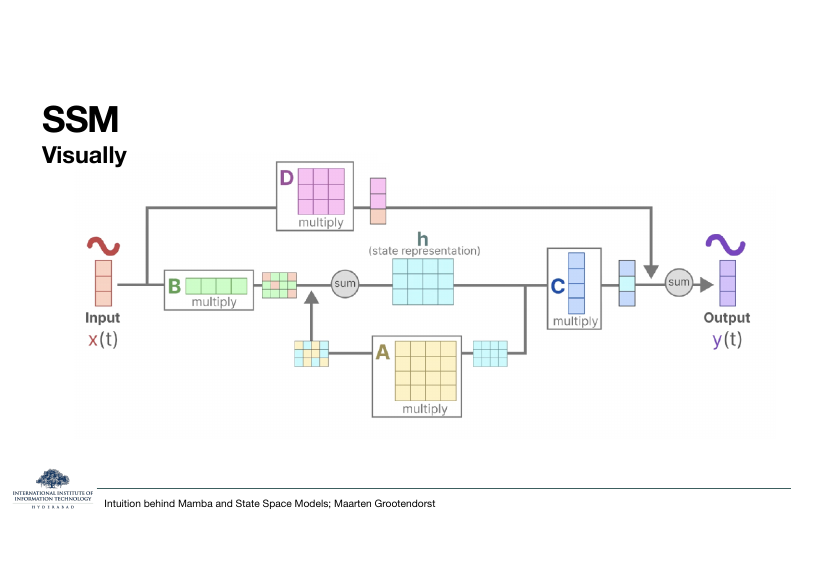 SSM
Visually
D
multiply
h
(state representation)
B
multiply
sum
C
multiply
sum
Input
x(t)
Output
y(t)
A
multiply
INTERNATIONAL INSTITUTE OF
INFORMATION TECHNOLOGY
HYDERABAD
Intuition behind Mamba and State Space Models; Maarten Grootendorst